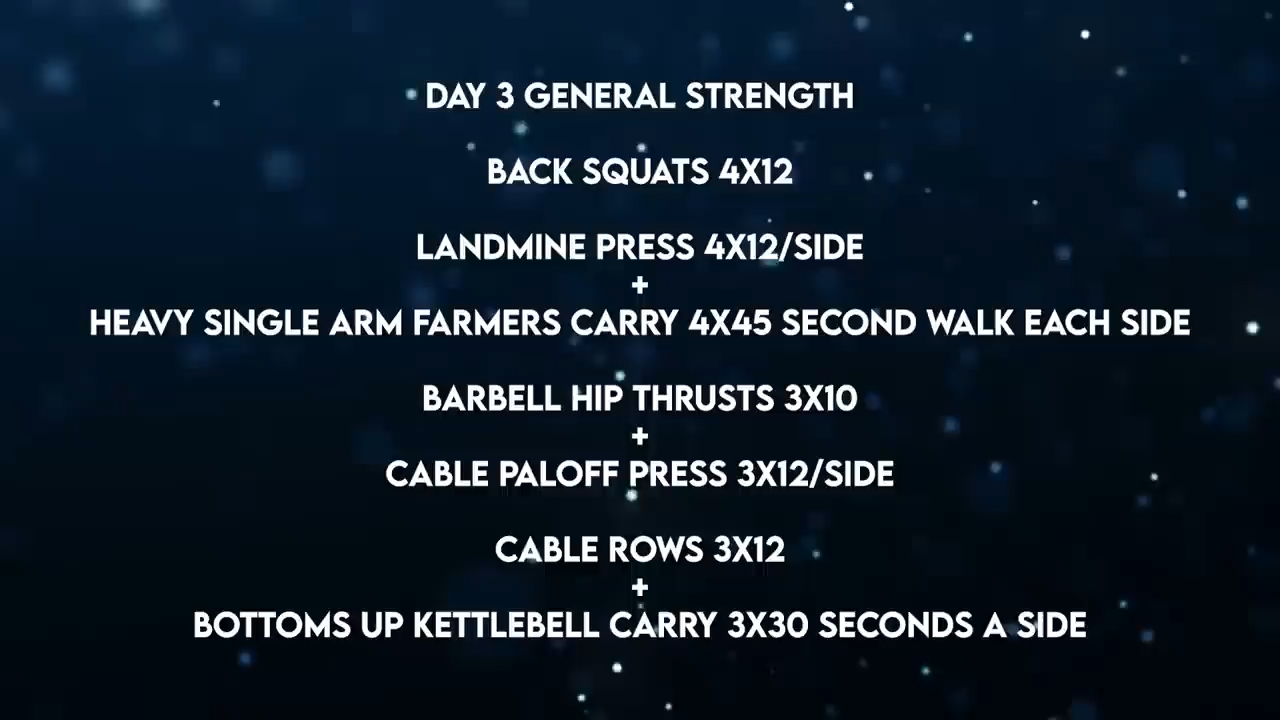 DAY 3 GENERAL STRENGTH
BACK SQUATS 4X12
LANDMINE PRESS 4X12/SIDE
+
HEAVY SINGLE ARM FARMERS CARRY 4X45 SECOND WALK EACH SIDE
BARBELL HIP THRUSTS 3X10
+
CABLE PALOFF PRESS 3X12/SIDE
CABLE ROWS 3X12
+
BOTTOMS UP KETTLEBELL CARRY 3X30 SECONDS A SIDE